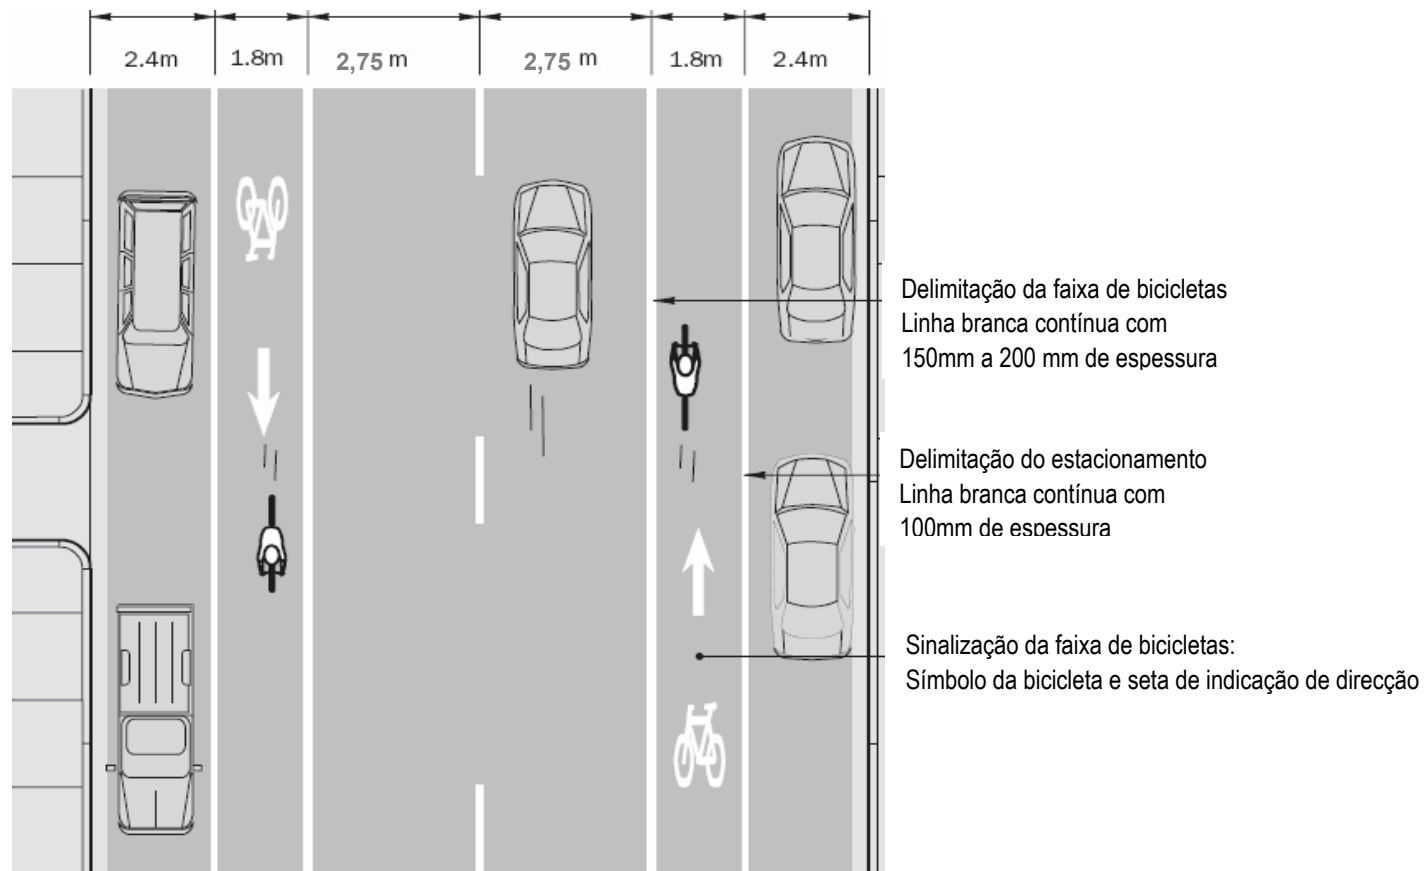 2.4m 1.8m 2,75 m 2,75 m 1.8m 2.4m
Delimitação da faixa de bicicletas
Linha branca contínua com
150mm a 200 mm de espessura
Delimitação do estacionamento
Linha branca contínua com
100mm de espessura
Sinalização da faixa de bicicletas:
Símbolo da bicicleta e seta de indicação de direcção